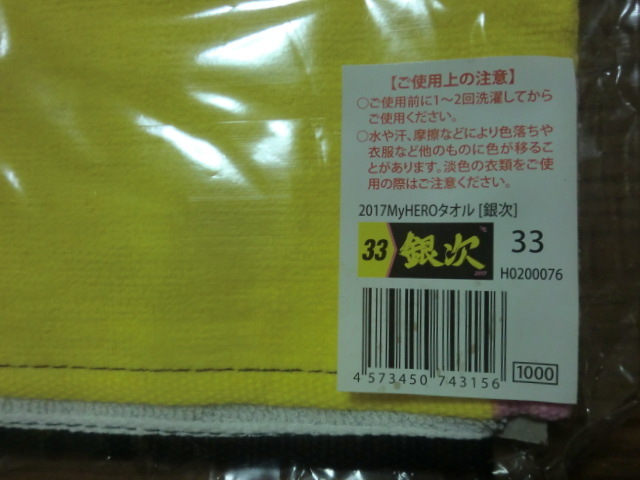 【ご使用上の注意】
○ご使用前に1〜2回洗濯してから
ご使用ください。
○水や汗、摩擦などにより色落ちや
衣服など他のものに色が移るこ
とがあります。淡色の衣類をご使
用の際はご注意ください。
2017MyHEROタオル [銀次]
33 銀次 33
H0200076
4 573450 743156
1000